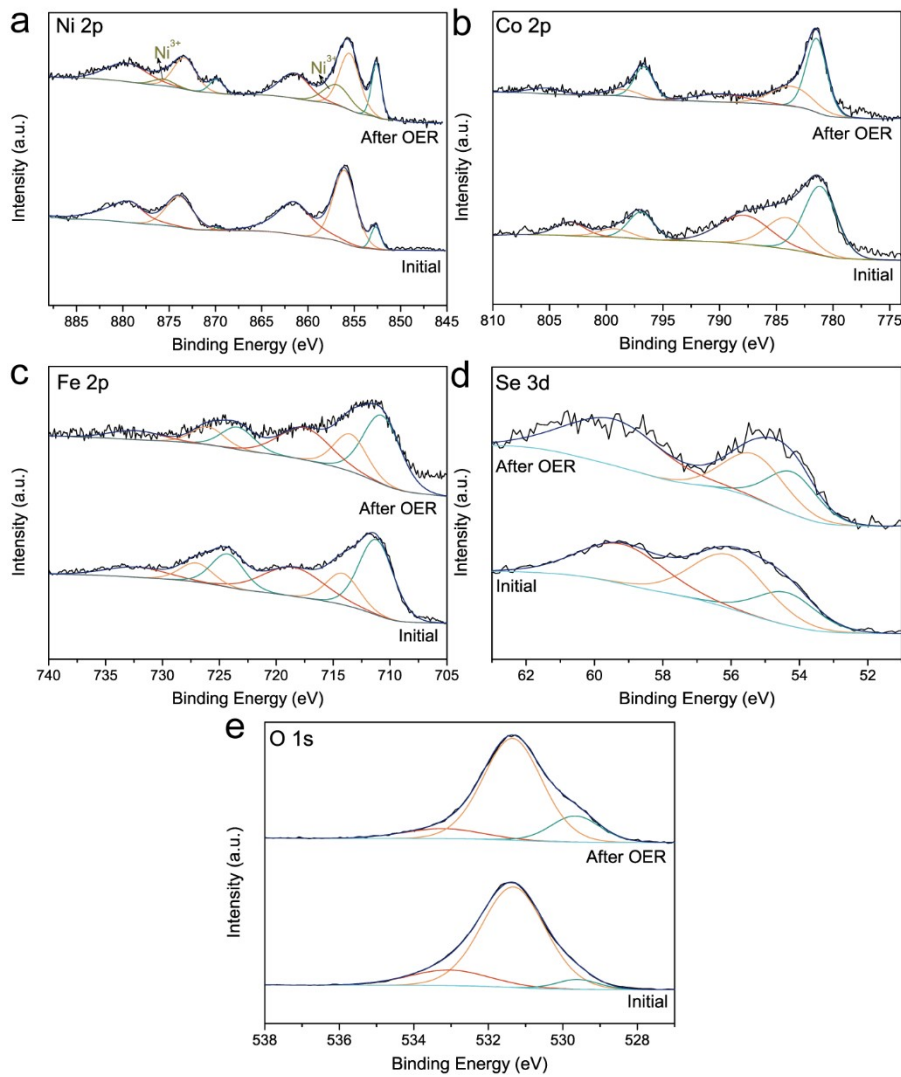 a
Ni 2p
Ni3+
Ni3+
After OER
Initial
Intensity (a.u.)
885 880 875 870 865 860 855 850 845
Binding Energy (eV)
b
Co 2p
After OER
Initial
Intensity (a.u.)
810 805 800 795 790 785 780 775
Binding Energy (eV)
c
Fe 2p
After OER
Initial
Intensity (a.u.)
740 735 730 725 720 715 710 705
Binding Energy (eV)
d
Se 3d
After OER
Initial
Intensity (a.u.)
62 60 58 56 54 52
Binding Energy (eV)
e
O 1s
After OER
Initial
Intensity (a.u.)
538 536 534 532 530 528
Binding Energy (eV)